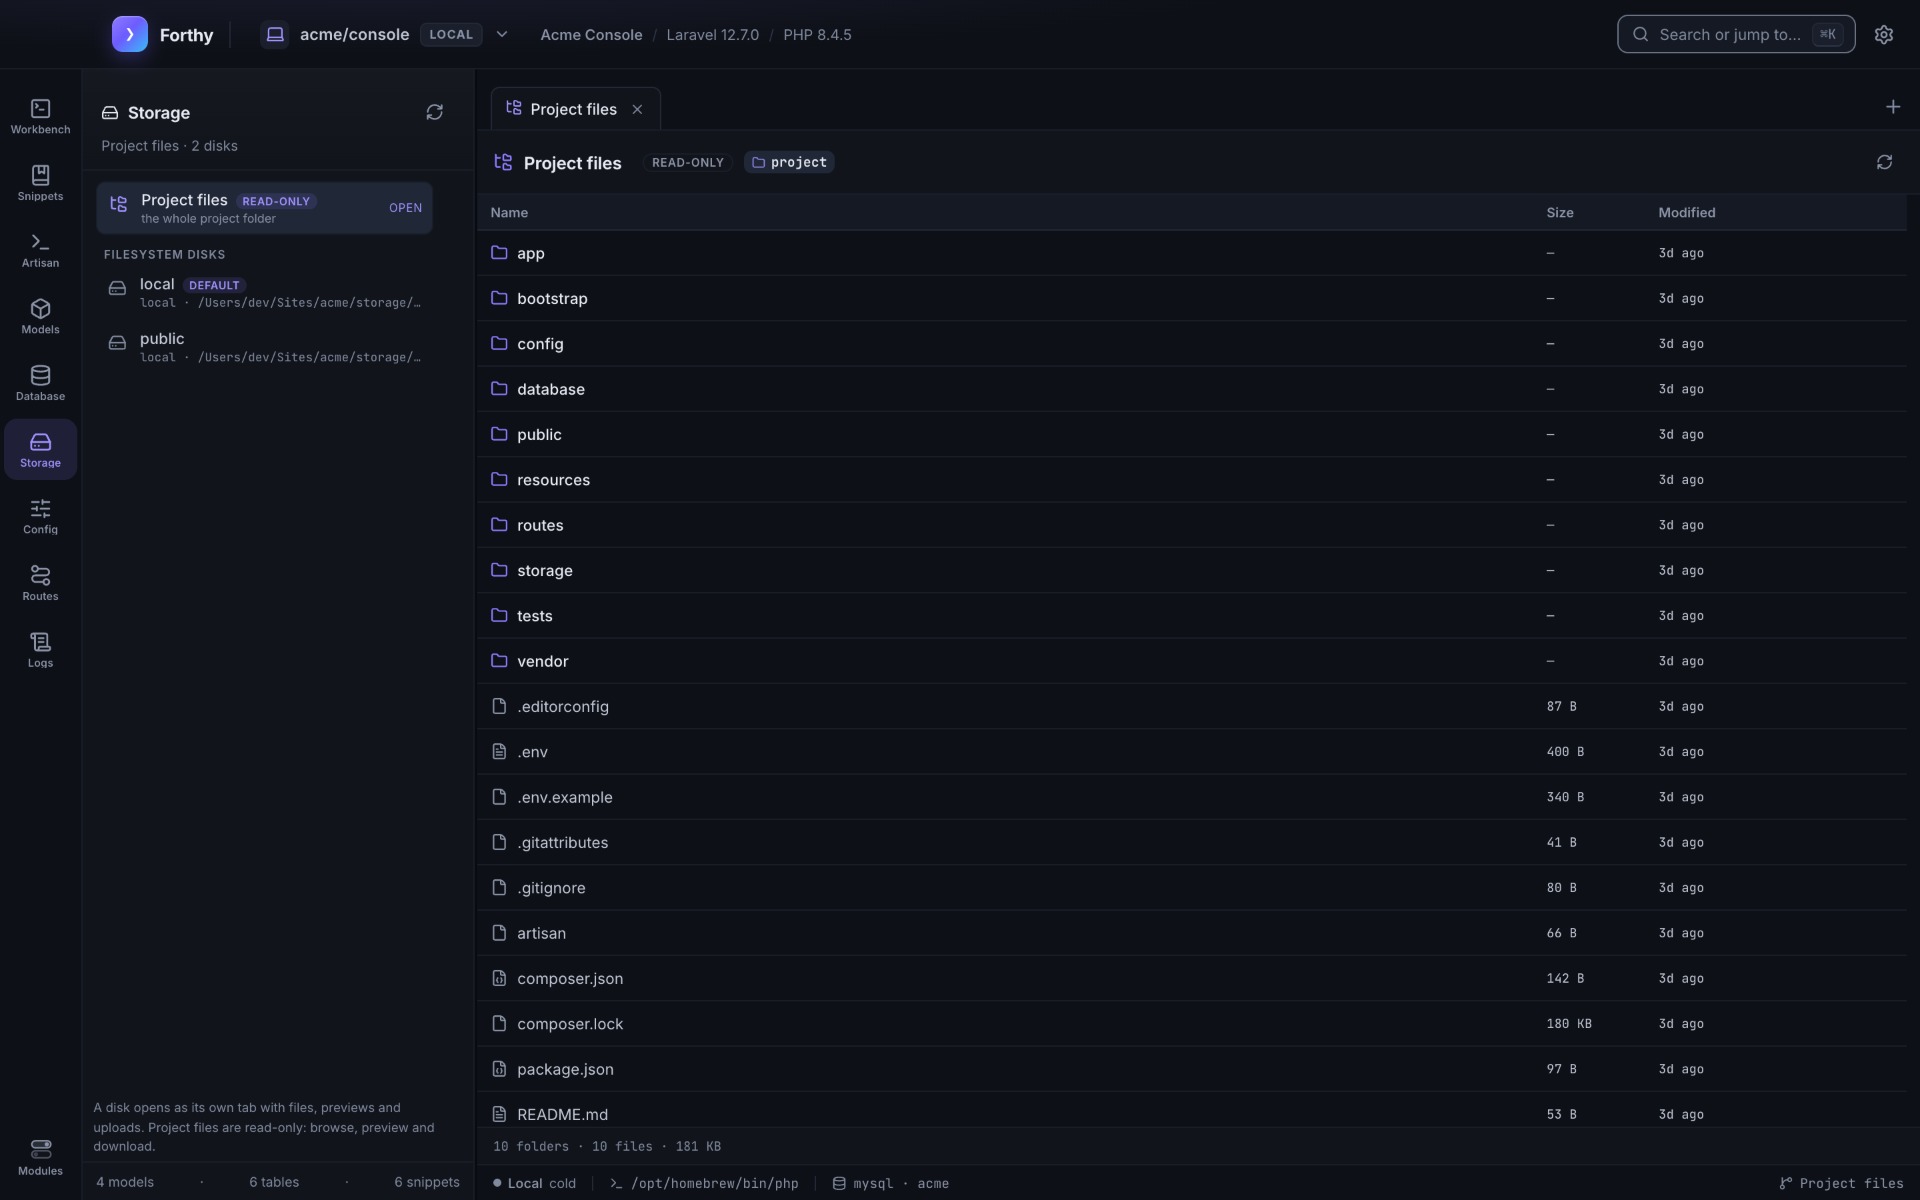 Forthy
acme/console LOCAL
Acme Console / Laravel 12.7.0 / PHP 8.4.5
Search or jump to... ⌘K
Workbench
Snippets
Artisan
Models
Database
Storage
Config
Routes
Logs
Modules
Storage
Project files · 2 disks
Project files READ-ONLY
the whole project folder
OPEN
FILESYSTEM DISKS
local DEFAULT
local · /Users/dev/Sites/acme/storage/…
public
local · /Users/dev/Sites/acme/storage/…
A disk opens as its own tab with files, previews and
uploads. Project files are read-only: browse, preview and
download.
4 models · 6 tables · 6 snippets
Project files
Project files READ-ONLY project
Name Size Modified
app – 3d ago
bootstrap – 3d ago
config – 3d ago
database – 3d ago
public – 3d ago
resources – 3d ago
routes – 3d ago
storage – 3d ago
tests – 3d ago
vendor – 3d ago
.editorconfig 87 B 3d ago
.env 400 B 3d ago
.env.example 340 B 3d ago
.gitattributes 41 B 3d ago
.gitignore 80 B 3d ago
artisan 66 B 3d ago
composer.json 142 B 3d ago
composer.lock 180 KB 3d ago
package.json 97 B 3d ago
README.md 53 B 3d ago
10 folders · 10 files · 181 KB
Local cold /opt/homebrew/bin/php mysql · acme Project files